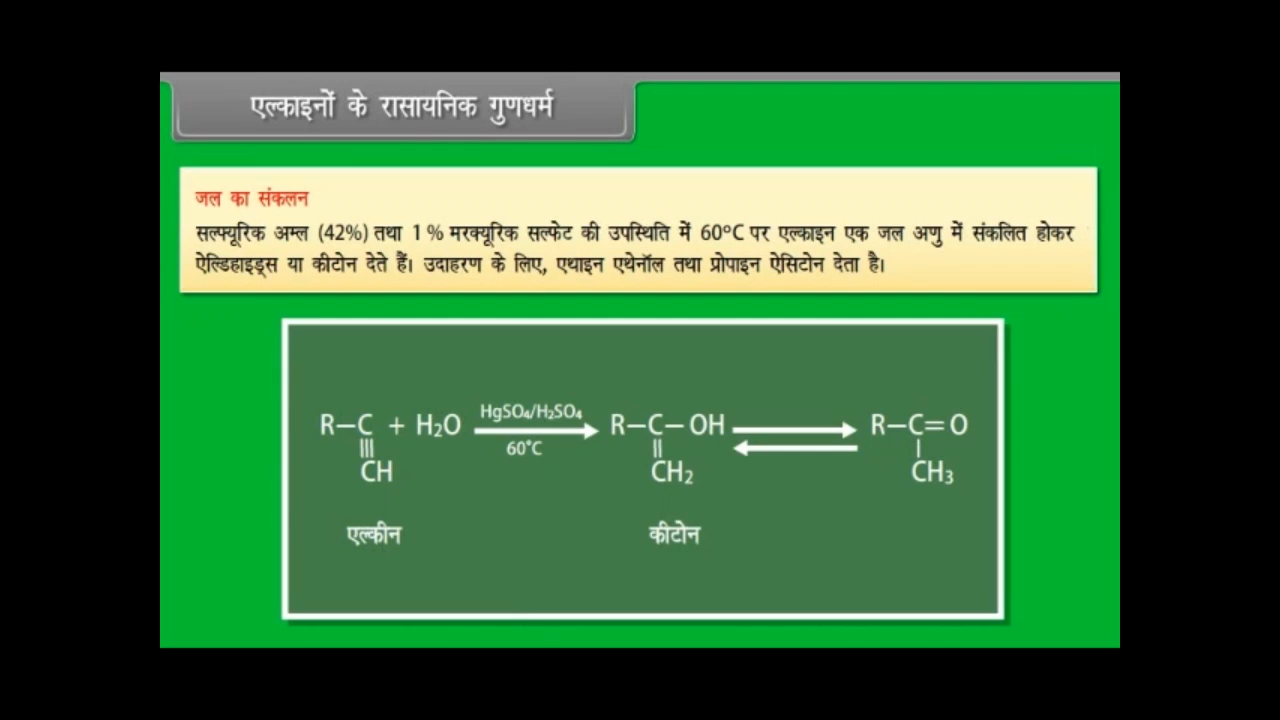 एल्काइनों के रासायनिक गुणधर्म
जल का संकलन
सल्फ्यूरिक अम्ल (42%) तथा 1 % मरक्यूरिक सल्फेट की उपस्थिति में 60°C पर एल्काइन एक जल अणु में संकलित होकर
ऐल्डिहाइड्स या कीटोन देते हैं। उदाहरण के लिए, एथाइन एथेनॉल तथा प्रोपाइन ऐसिटोन देता है।
HgSO₄/H₂SO₄
R–C + H₂O R–C–OH R–C=O
60°C
CH CH₂ CH₃
एल्कीन कीटोन